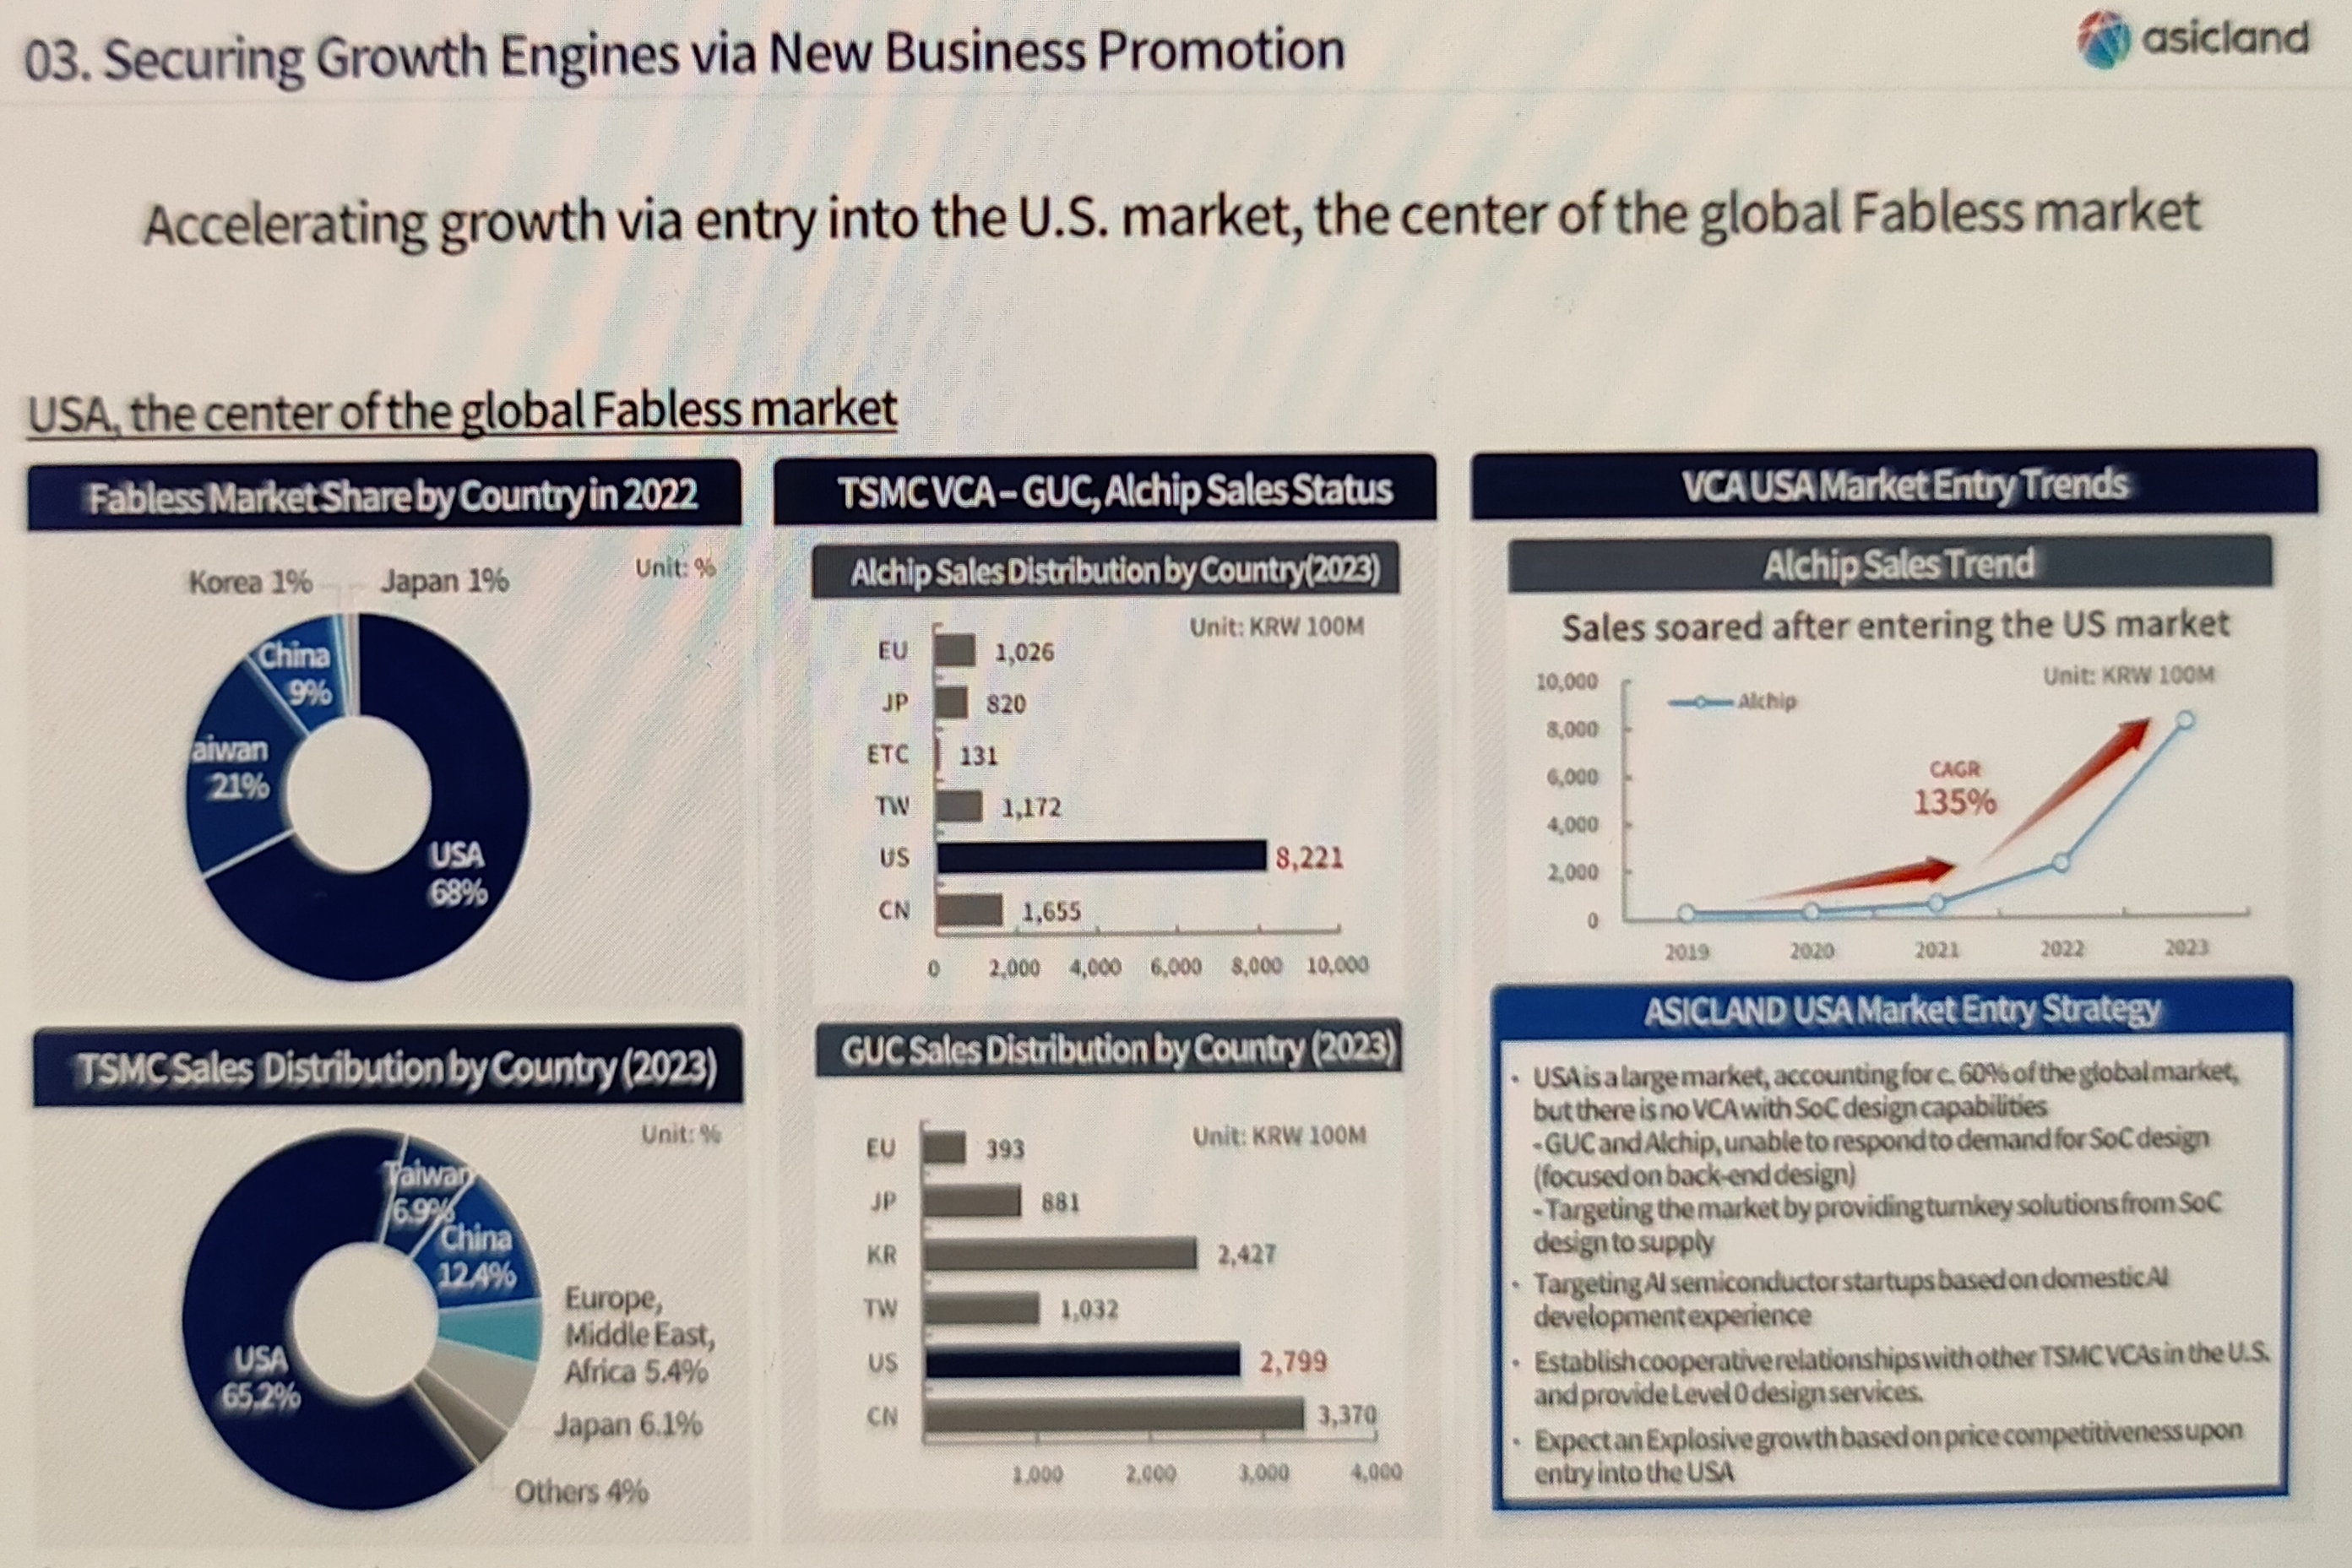 03. Securing Growth Engines via New Business Promotion
asicland
Accelerating growth via entry into the U.S. market, the center of the global Fabless market
USA, the center of the global Fabless market
Fabless Market Share by Country in 2022
Unit: %
Korea 1%
Japan 1%
China
9%
aiwan
21%
USA
68%
TSMC Sales Distribution by Country (2023)
Unit: %
Taiwan
6.9%
China
12.4%
Europe,
Middle East,
Africa 5.4%
USA
65.2%
Japan 6.1%
Others 4%
TSMC VCA – GUC, Alchip Sales Status
Alchip Sales Distribution by Country(2023)
Unit: KRW 100M
EU 1,026
JP 820
ETC 131
TW 1,172
US 8,221
CN 1,655
0 2,000 4,000 6,000 8,000 10,000
GUC Sales Distribution by Country (2023)
Unit: KRW 100M
EU 393
JP 881
KR 2,427
TW 1,032
US 2,799
CN 3,370
1,000 2,000 3,000 4,000
VCA USA Market Entry Trends
Alchip Sales Trend
Sales soared after entering the US market
Unit: KRW 100M
10,000
Alchip
8,000
6,000
CAGR
135%
4,000
2,000
0
2019 2020 2021 2022 2023
ASICLAND USA Market Entry Strategy
• USA is a large market, accounting for c. 60% of the global market,
but there is no VCA with SoC design capabilities
- GUC and Alchip, unable to respond to demand for SoC design
(focused on back-end design)
- Targeting the market by providing turnkey solutions from SoC
design to supply
• Targeting AI semiconductor startups based on domestic AI
development experience
• Establish cooperative relationships with other TSMC VCAs in the U.S.
and provide Level 0 design services.
• Expect an Explosive growth based on price competitiveness upon
entry into the USA